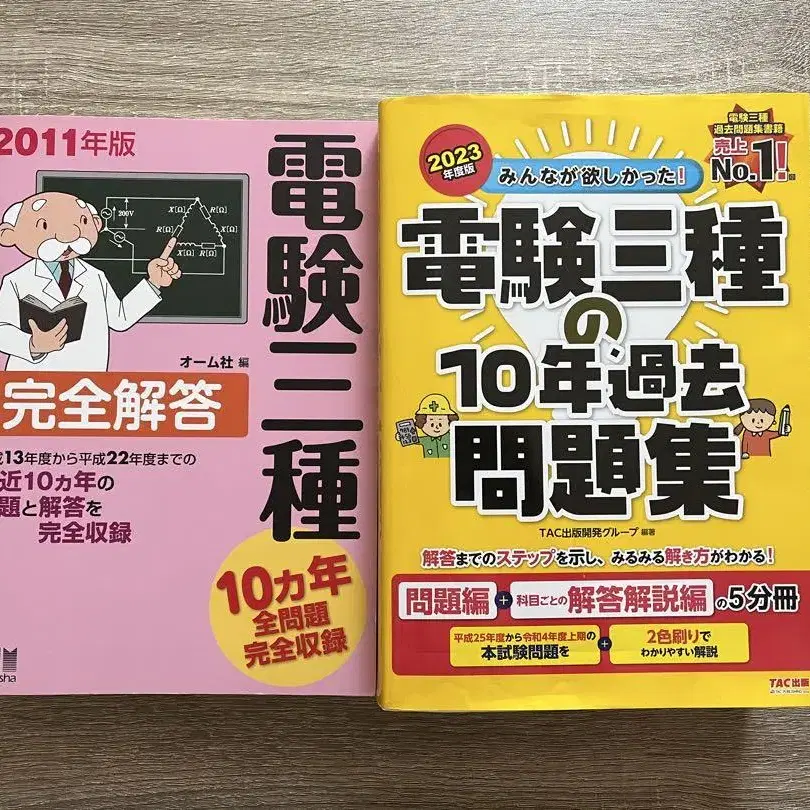 2011年版
200V
X[Ω]
R[Ω]
R[Ω]
X[Ω]
X[Ω]
R[Ω]
電験三種
オーム社 編
完全解答
成13年度から平成22年度までの
近10ヵ年の
題と解答を
完全収録
10ヵ年
全問題
完全収録
sha
2023
年度版
みんなが欲しかった!
電験三種
過去問題集書籍
売上
No.1!
電験三種
の
10年過去
問題集
TAC出版開発グループ 編著
解答までのステップを示し、みるみる解き方がわかる!
問題編+科目ごとの解答解説編の5分冊
平成25年度から令和4年度上期の
本試験問題を
+
2色刷りで
わかりやすい解説
TAC出版